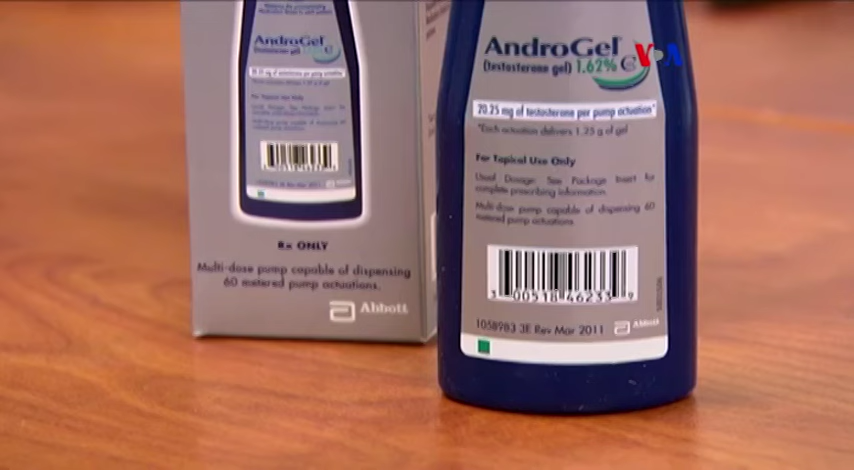 AndroGel
(testosterone gel)
Rx ONLY
Multi-dose pump capable of dispensing
60 metered pump actuations.
Abbott
AndroGel
(testosterone gel) 1.62% C
20.25 mg of testosterone per pump actuation*
*Each actuation delivers 1.25 g of gel
For Topical Use Only
Usual Dosage: See Package Insert for
complete prescribing information.
Multi-dose pump capable of dispensing 60
metered pump actuations
3 00518 46233 9
1058983 3E Rev Mar 2011 Abbott
VOA